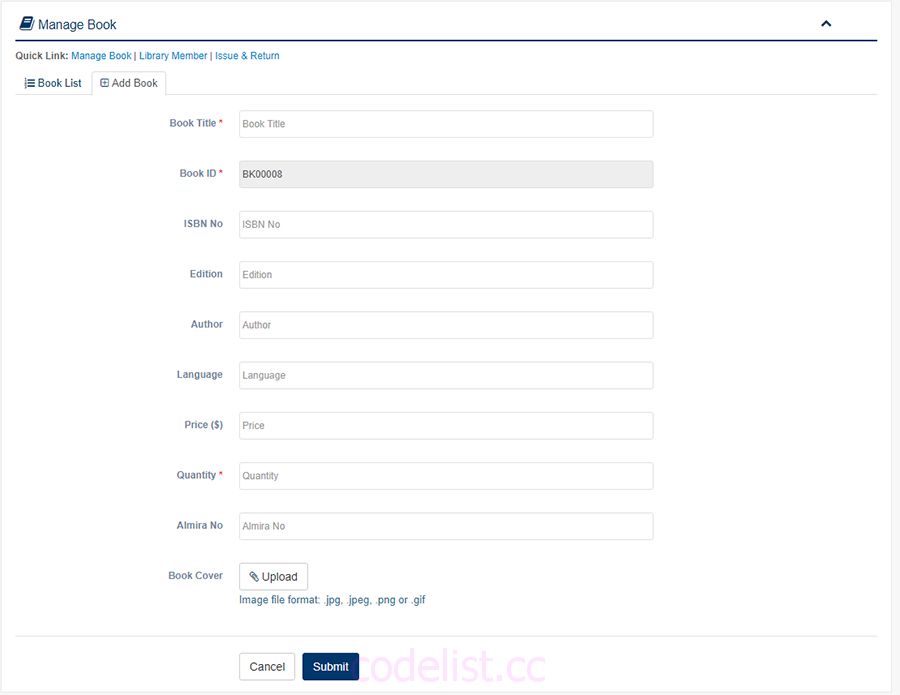 Manage Book
Quick Link: Manage Book | Library Member | Issue & Return
Book List Add Book
Book Title * Book Title
Book ID * BK00008
ISBN No ISBN No
Edition Edition
Author Author
Language Language
Price ($) Price
Quantity * Quantity
Almira No Almira No
Book Cover Upload
Image file format: .jpg, .jpeg, .png or .gif
Cancel Submit codelist.cc